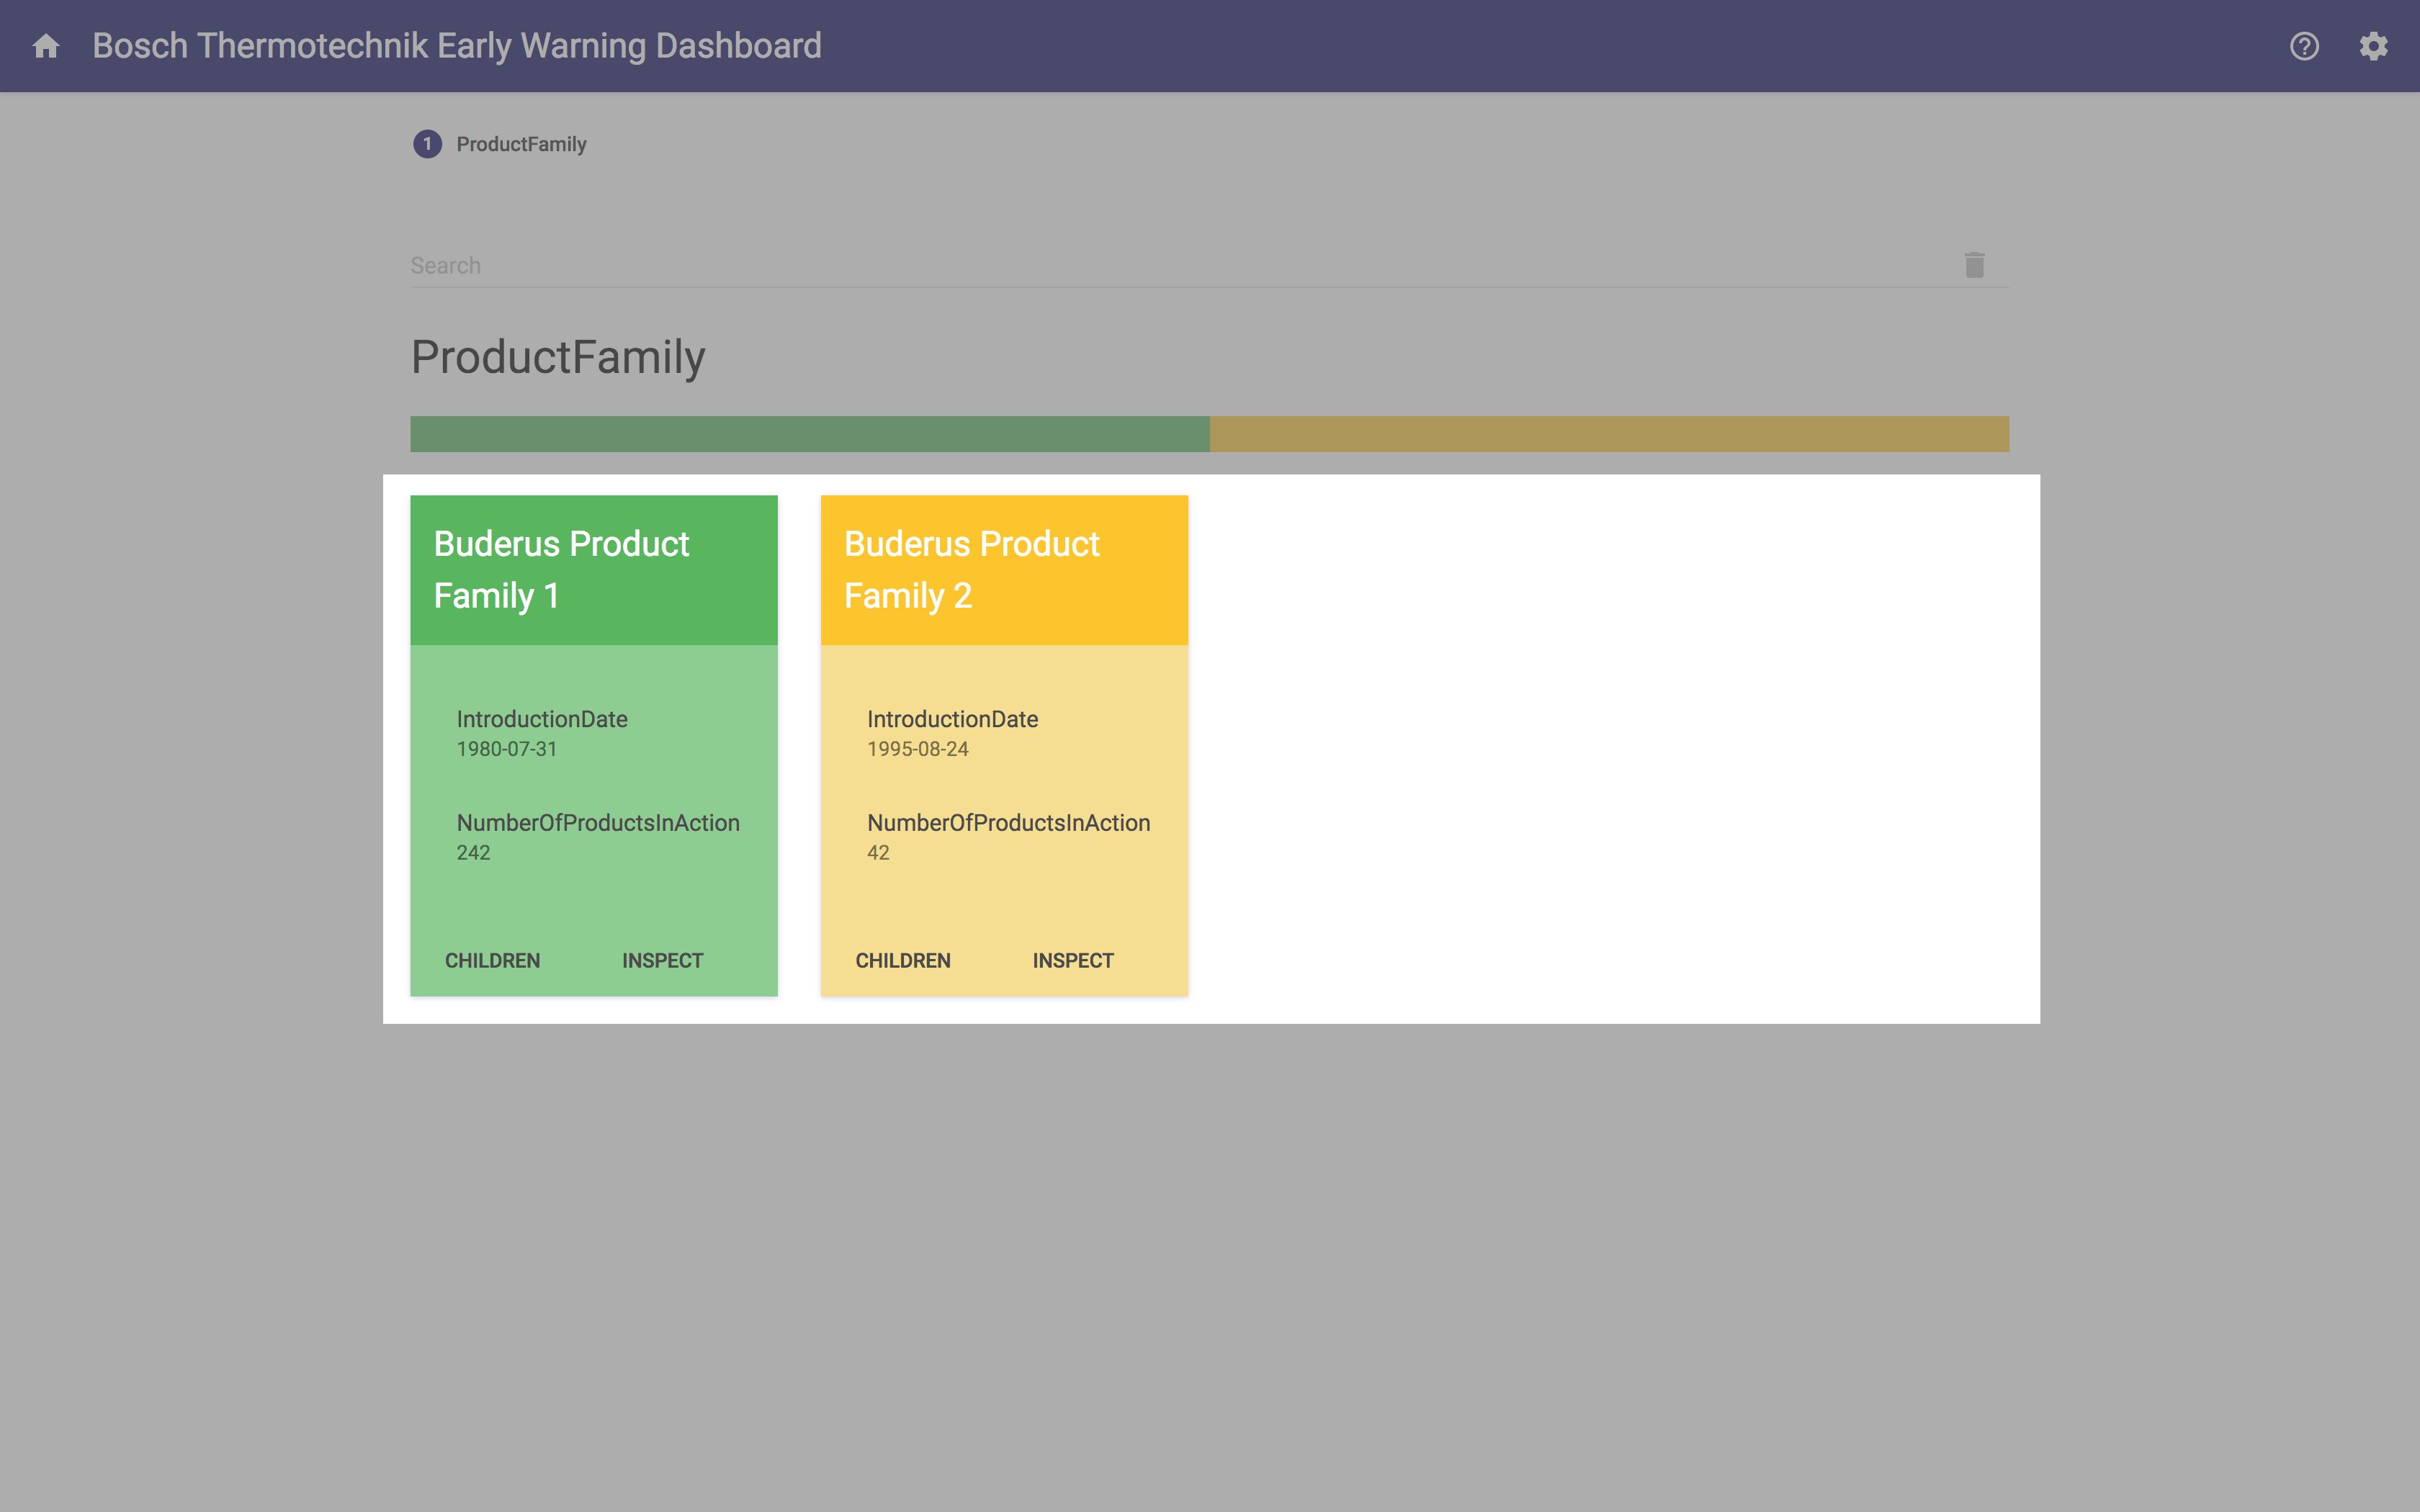 Bosch Thermotechnik Early Warning Dashboard
1 ProductFamily
Search
ProductFamily
Buderus Product
Family 1
IntroductionDate
1980-07-31
NumberOfProductsInAction
242
CHILDREN INSPECT
Buderus Product
Family 2
IntroductionDate
1995-08-24
NumberOfProductsInAction
42
CHILDREN INSPECT